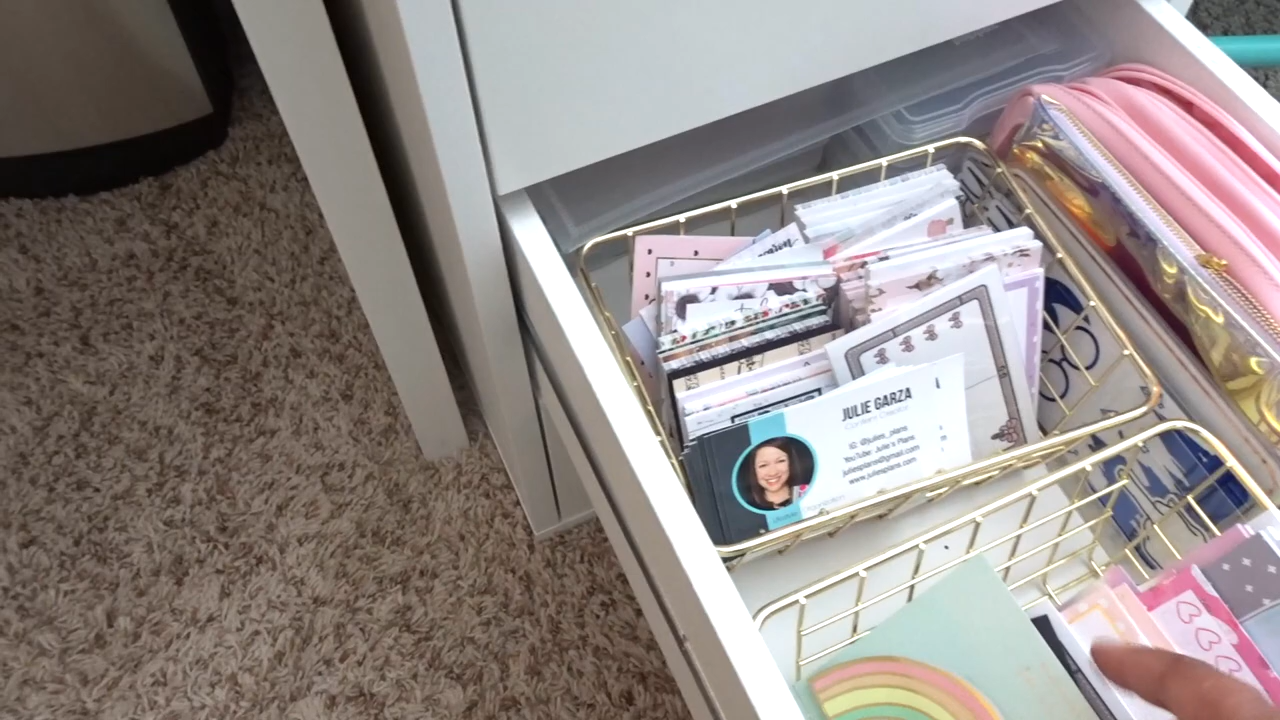 JULIE GARZA
Content Creator
IG: @julies_plans
YouTube: Julie's Plans
juliesplans@gmail.com
www.juliesplans.com